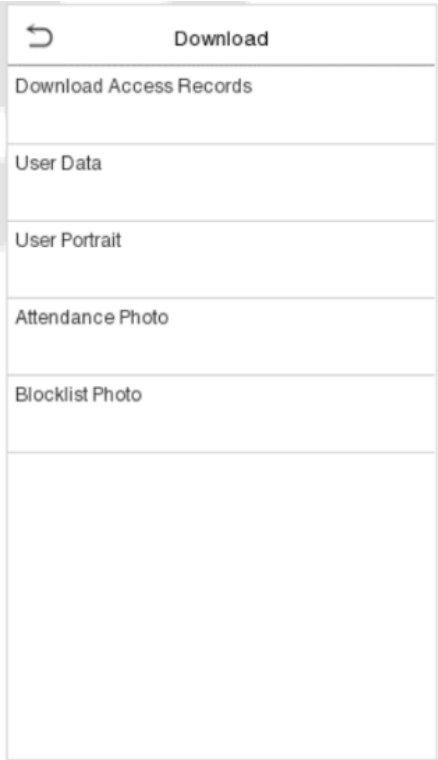 Download
Download Access Records
User Data
User Portrait
Attendance Photo
Blocklist Photo